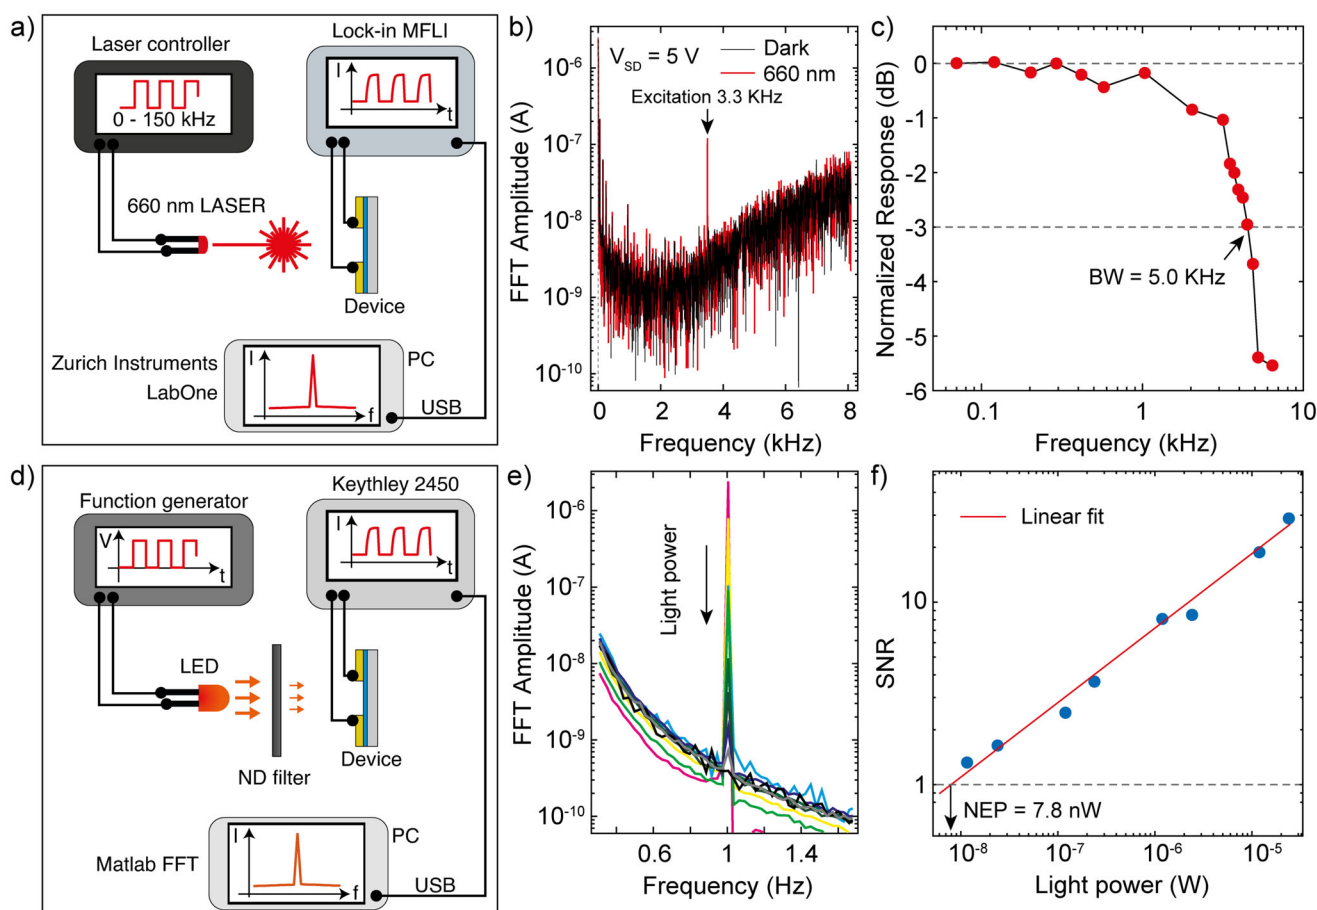 a)
Laser controller
0 - 150 kHz
Lock-in MFLI
I
t
660 nm LASER
Device
Zurich Instruments
LabOne
I
f
PC
USB
b)
V_SD = 5 V
Dark
660 nm
Excitation 3.3 KHz
FFT Amplitude (A)
10^-6
10^-7
10^-8
10^-9
10^-10
0 2 4 6 8
Frequency (kHz)
c)
Normalized Response (dB)
0
-1
-2
-3
-4
-5
-6
BW = 5.0 KHz
0.1 1 10
Frequency (kHz)
d)
Function generator
V
t
Keythley 2450
I
t
LED
ND filter
Device
Matlab FFT
I
f
PC
USB
e)
FFT Amplitude (A)
10^-6
10^-7
10^-8
10^-9
10^-10
Light power
0.6 1 1.4
Frequency (Hz)
f)
Linear fit
SNR
10
1
NEP = 7.8 nW
10^-8 10^-7 10^-6 10^-5
Light power (W)